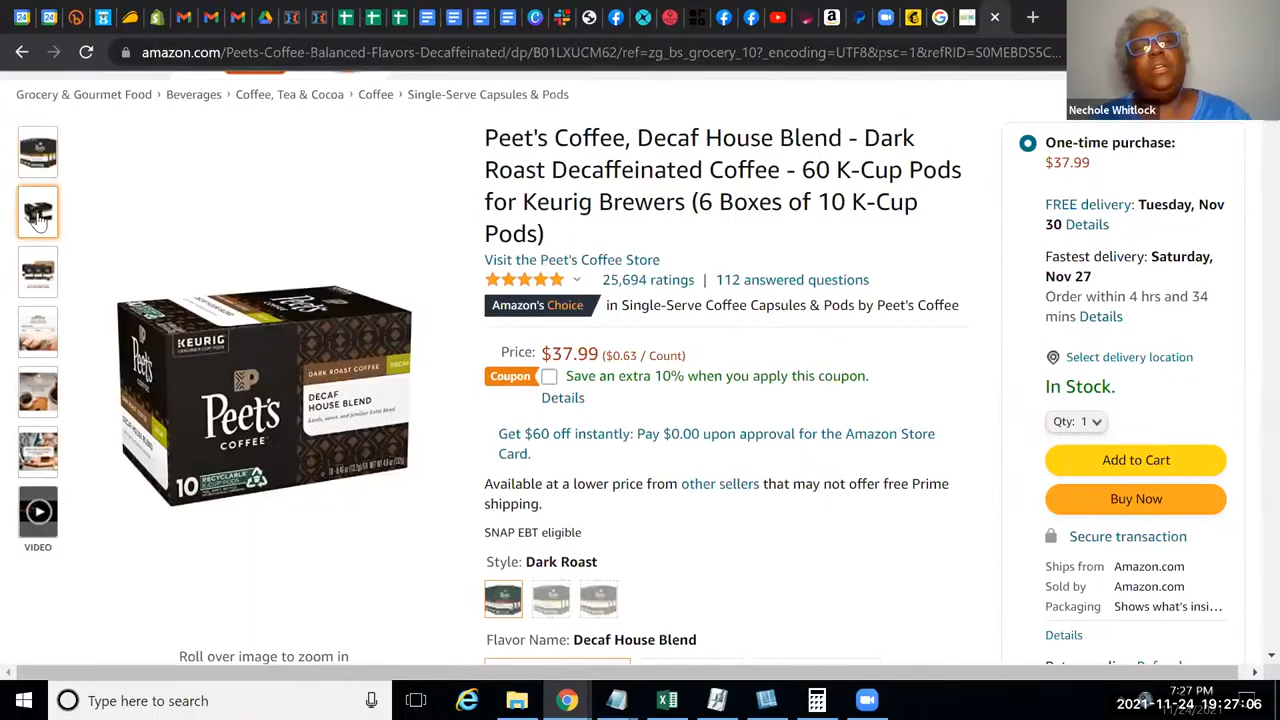 amazon.com/Peets-Coffee-Balanced-Flavors-Decaffeinated/dp/B01LXUCM62/ref=zg_bs_grocery_10?_encoding=UTF8&psc=1&refRID=S0MEBDS5C...
Nechole Whitlock
Grocery & Gourmet Food › Beverages › Coffee, Tea & Cocoa › Coffee › Single-Serve Capsules & Pods
Peet's Coffee, Decaf House Blend - Dark
Roast Decaffeinated Coffee - 60 K-Cup Pods
for Keurig Brewers (6 Boxes of 10 K-Cup
Pods)
Visit the Peet's Coffee Store
25,694 ratings | 112 answered questions
Amazon's Choice in Single-Serve Coffee Capsules & Pods by Peet's Coffee
Price: $37.99 ($0.63 / Count)
Coupon Save an extra 10% when you apply this coupon.
Details
Get $60 off instantly: Pay $0.00 upon approval for the Amazon Store
Card.
Available at a lower price from other sellers that may not offer free Prime
shipping.
SNAP EBT eligible
Style: Dark Roast
Flavor Name: Decaf House Blend
Peet's
KEURIG
DARK ROAST COFFEE
DECAF
HOUSE BLEND
Peet's
COFFEE
Peet's
10 RECYCLABLE
K-CUP PODS
VIDEO
Roll over image to zoom in
One-time purchase:
$37.99
FREE delivery: Tuesday, Nov
30 Details
Fastest delivery: Saturday,
Nov 27
Order within 4 hrs and 34
mins Details
Select delivery location
In Stock.
Qty: 1
Add to Cart
Buy Now
Secure transaction
Ships from Amazon.com
Sold by Amazon.com
Packaging Shows what's insi...
Details
Type here to search
7:27 PM
2021-11-24 19:27:06